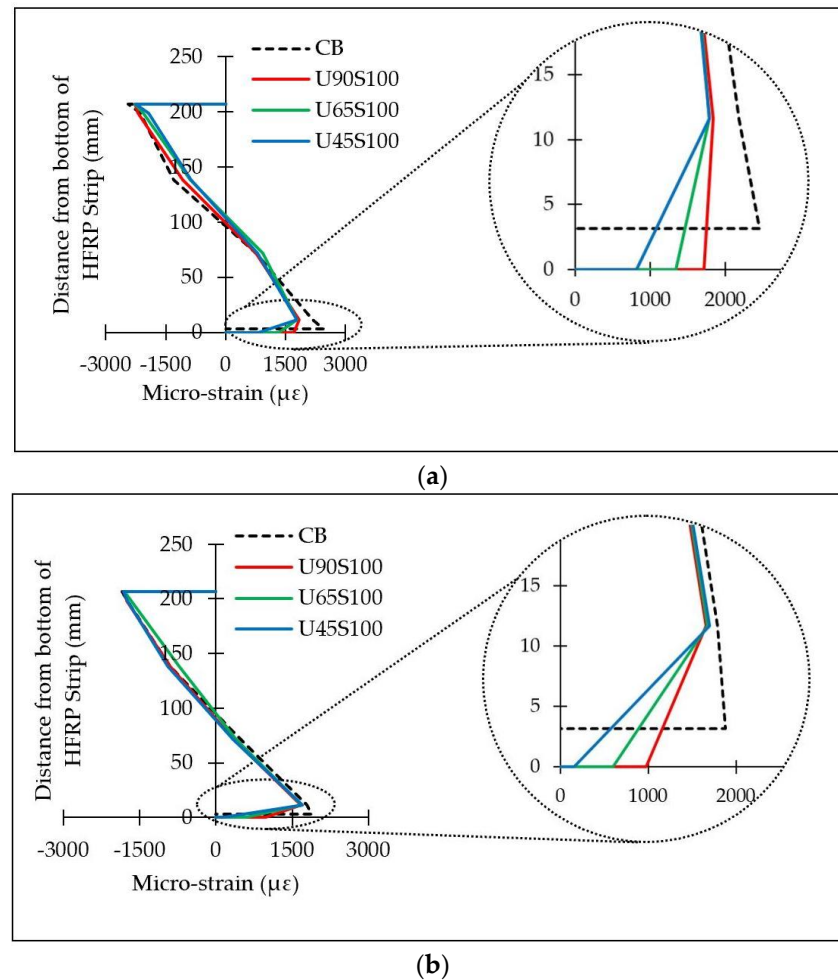 CB
U90S100
U65S100
U45S100
250
200
150
100
50
0
Distance from bottom of
HFRP Strip (mm)
-3000 -1500 0 1500 3000
Micro-strain (με)
15
10
5
0
0 1000 2000
(a)
CB
U90S100
U65S100
U45S100
250
200
150
100
50
0
Distance from bottom of
HFRP Strip (mm)
-3000 -1500 0 1500 3000
Micro-strain (με)
15
10
5
0
0 1000 2000
(b)